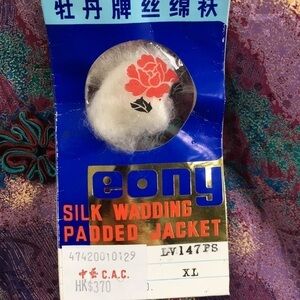 牡丹牌丝绵袄
Peony
SILK WADDING
PADDED JACKET
47420010129
LV147PS
中藝 C.A.C.
XL
HK$370